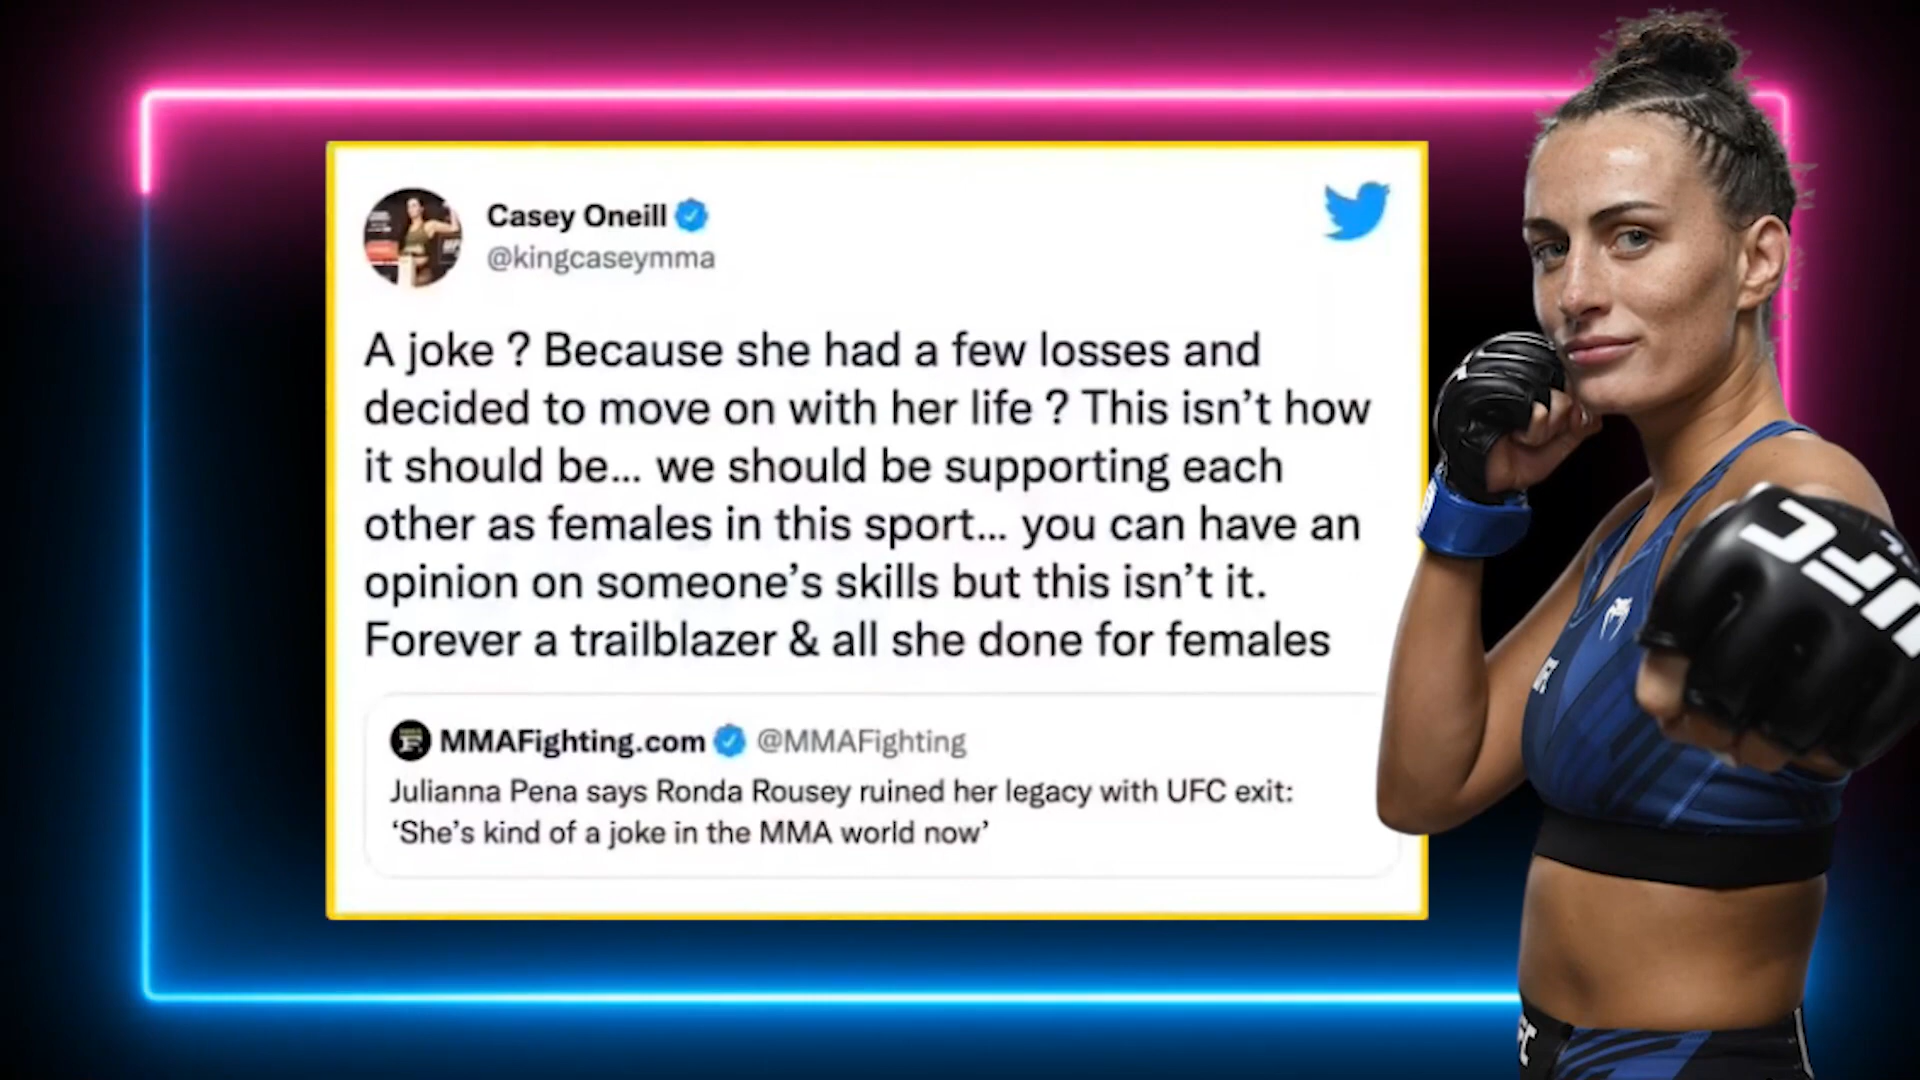 Casey Oneill
@kingcaseymma
A joke ? Because she had a few losses and
decided to move on with her life ? This isn’t how
it should be... we should be supporting each
other as females in this sport... you can have an
opinion on someone’s skills but this isn’t it.
Forever a trailblazer & all she done for females
MMAFighting.com @MMAFighting
Julianna Pena says Ronda Rousey ruined her legacy with UFC exit:
‘She’s kind of a joke in the MMA world now’
UFC